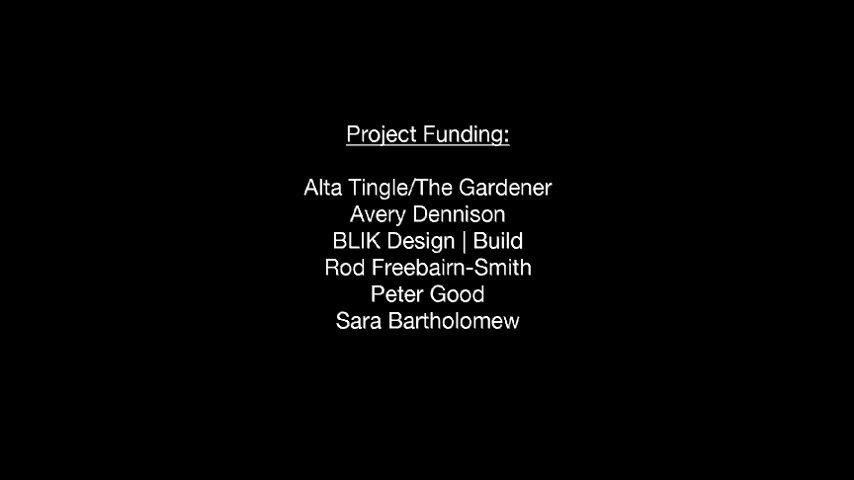 Project Funding:
Alta Tingle/The Gardener
Avery Dennison
BLIK Design | Build
Rod Freebairn-Smith
Peter Good
Sara Bartholomew